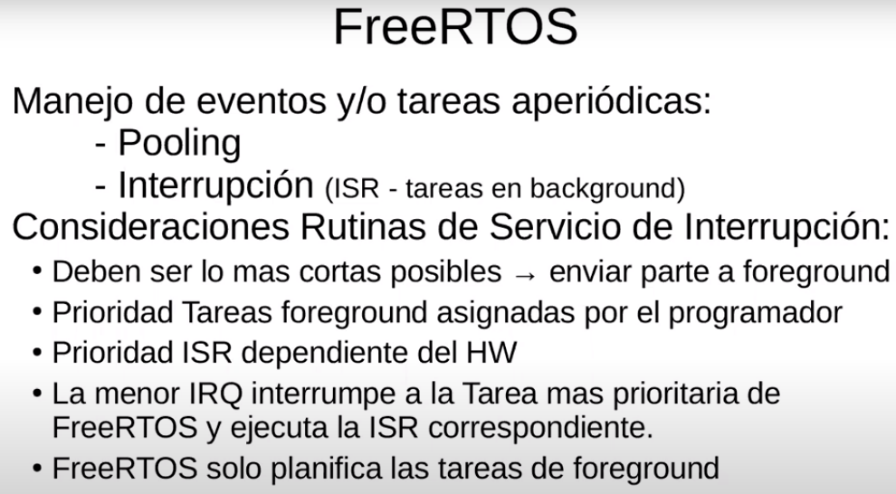 FreeRTOS
Manejo de eventos y/o tareas aperiódicas:
- Pooling
- Interrupción (ISR - tareas en background)
Consideraciones Rutinas de Servicio de Interrupción:
• Deben ser lo mas cortas posibles → enviar parte a foreground
• Prioridad Tareas foreground asignadas por el programador
• Prioridad ISR dependiente del HW
• La menor IRQ interrumpe a la Tarea mas prioritaria de
FreeRTOS y ejecuta la ISR correspondiente.
• FreeRTOS solo planifica las tareas de foreground